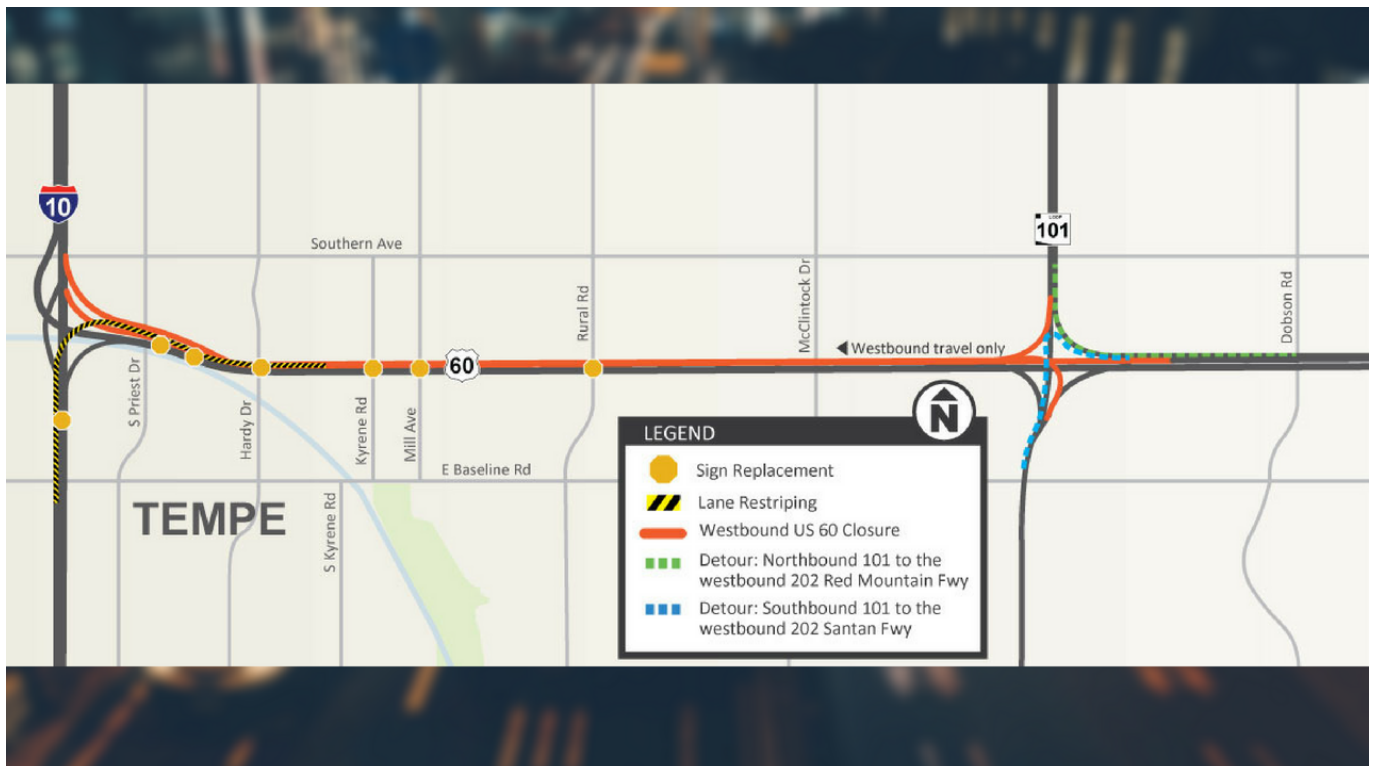 10
LOOP
101
Southern Ave
Rural Rd
McClintock Dr
Dobson Rd
Westbound travel only
60
S Priest Dr
Hardy Dr
Kyrene Rd
Mill Ave
E Baseline Rd
N
TEMPE
S Kyrene Rd
LEGEND
Sign Replacement
Lane Restriping
Westbound US 60 Closure
Detour: Northbound 101 to the
westbound 202 Red Mountain Fwy
Detour: Southbound 101 to the
westbound 202 Santan Fwy